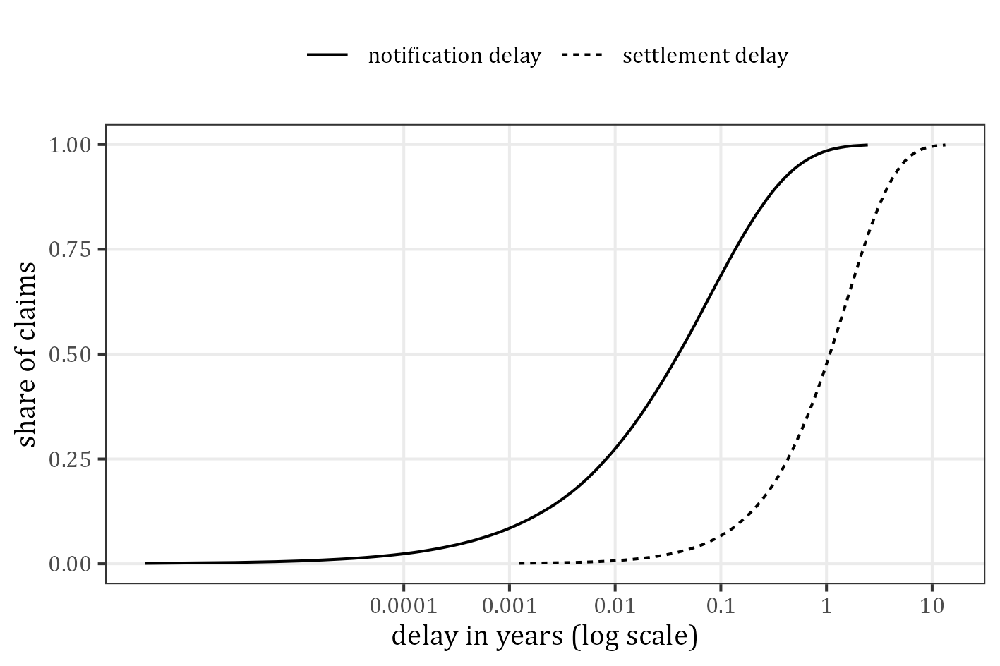 notification delay settlement delay
1.00
0.75
0.50
0.25
0.00
share of claims
0.0001 0.001 0.01 0.1 1 10
delay in years (log scale)